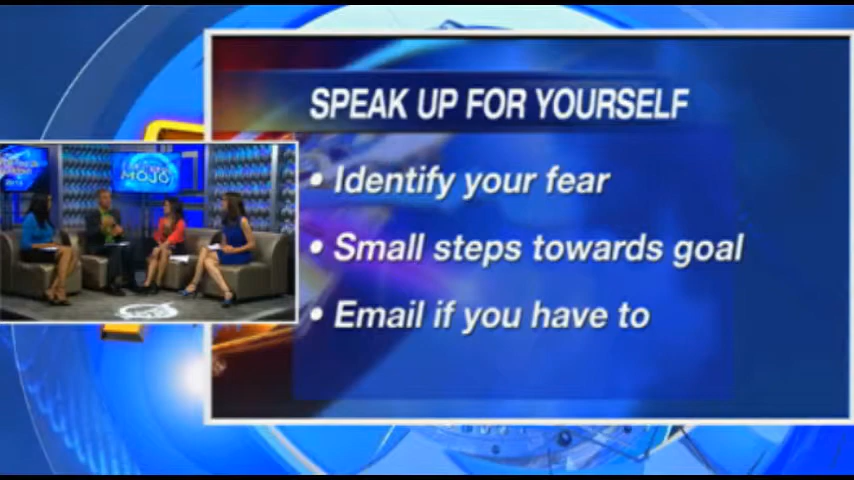 SPEAK UP FOR YOURSELF
• Identify your fear
• Small steps towards goal
• Email if you have to
MOJO